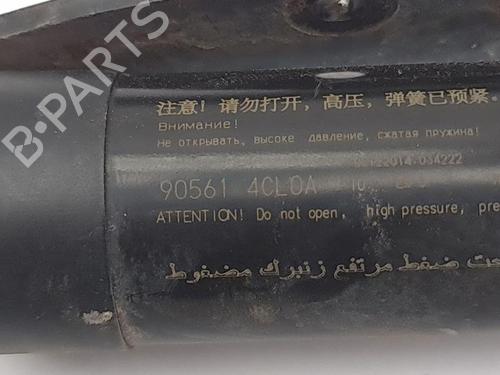 B-PARTS
注意！请勿打开，高压，弹簧已预紧.
Внимание!
Не открывать, высоке давление, сжатая пружина!
90561 4CL0A
ATTENTION! Do not open, high pressure, pre
ضغط مرتفع زنبرك مضغوط